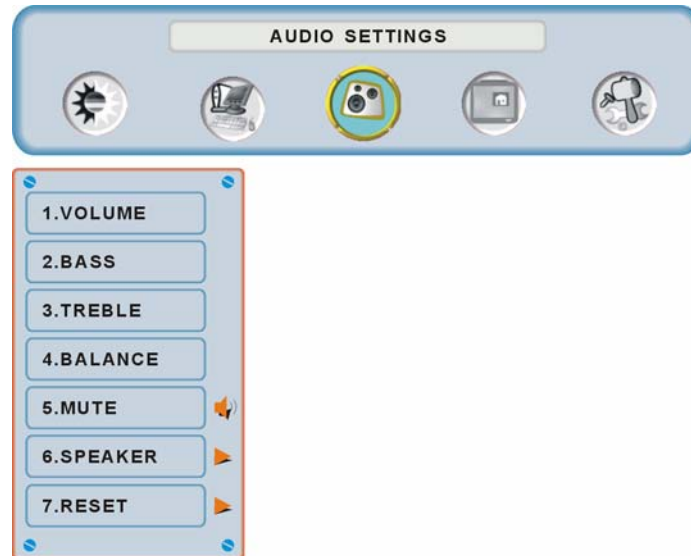 AUDIO SETTINGS
1.VOLUME
2.BASS
3.TREBLE
4.BALANCE
5.MUTE
6.SPEAKER
7.RESET